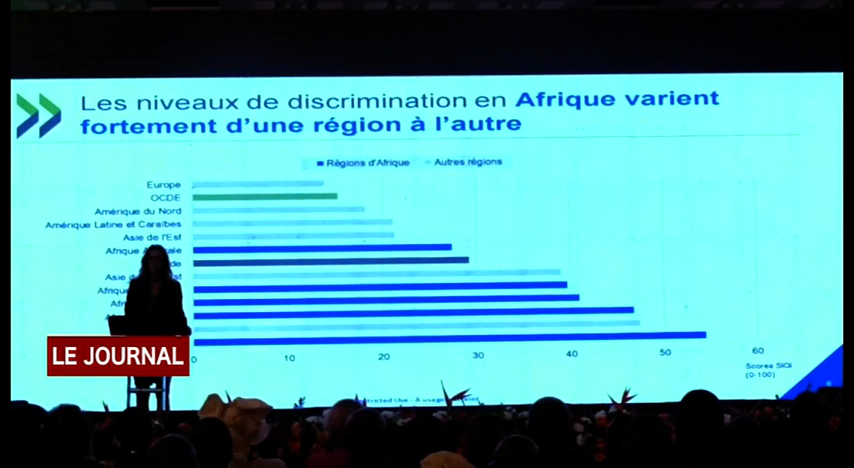 Les niveaux de discrimination en Afrique varient
fortement d'une région à l'autre
Régions d'Afrique Autres régions
Europe
OCDE
Amérique du Nord
Amérique Latine et Caraïbes
Asie de l'Est
Afrique
Asie
0 10 20 30 40 50 60
Scores SIGI
(0-100)
LE JOURNAL